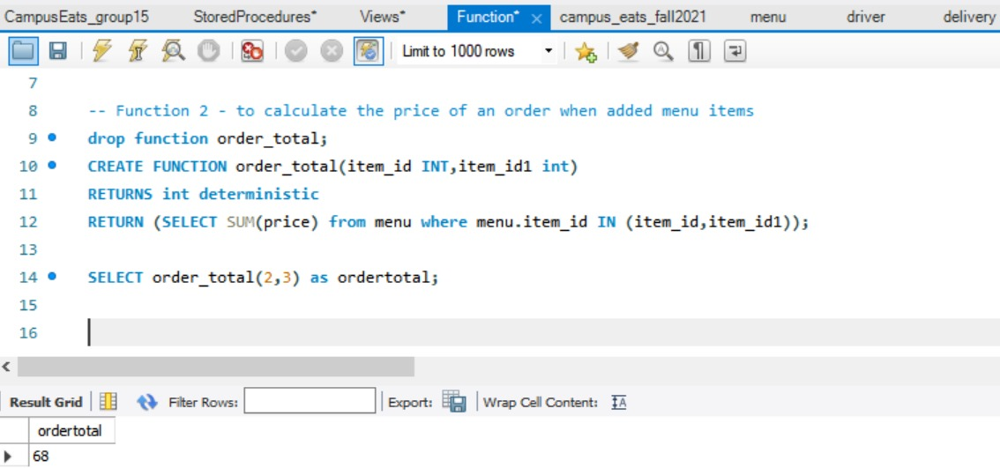 CampusEats_group15 StoredProcedures* Views* Function* campus_eats_fall2021 menu driver delivery
Limit to 1000 rows
7
8 -- Function 2 - to calculate the price of an order when added menu items
9 drop function order_total;
10 CREATE FUNCTION order_total(item_id INT,item_id1 int)
11 RETURNS int deterministic
12 RETURN (SELECT SUM(price) from menu where menu.item_id IN (item_id,item_id1));
13
14 SELECT order_total(2,3) as ordertotal;
15
16
Result Grid Filter Rows: Export: Wrap Cell Content: IA
ordertotal
68